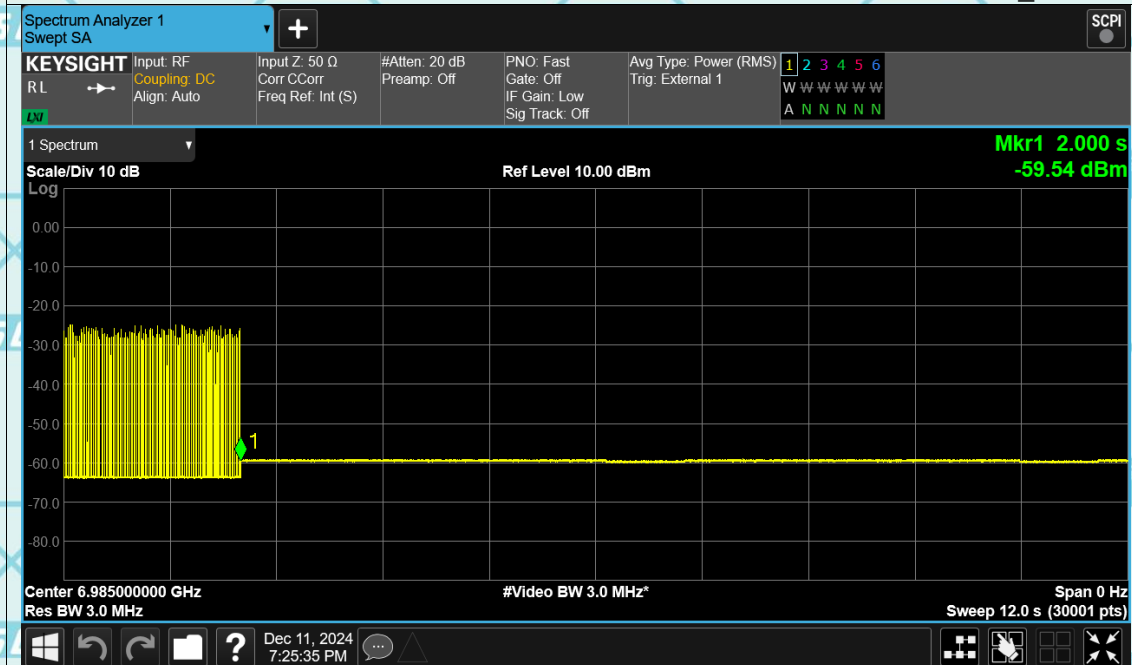 Spectrum Analyzer 1
Swept SA
+
SCPI
KEYSIGHT
RL
LXI
Input: RF
Coupling: DC
Align: Auto
Input Z: 50 Ω
Corr CCorr
Freq Ref: Int (S)
#Atten: 20 dB
Preamp: Off
PNO: Fast
Gate: Off
IF Gain: Low
Sig Track: Off
Avg Type: Power (RMS)
Trig: External 1
1 2 3 4 5 6
W W W W W W
A N N N N N
1 Spectrum
Mkr1 2.000 s
-59.54 dBm
Scale/Div 10 dB
Ref Level 10.00 dBm
Log
0.00
-10.0
-20.0
-30.0
-40.0
-50.0
1
-60.0
-70.0
-80.0
Center 6.985000000 GHz
#Video BW 3.0 MHz*
Span 0 Hz
Res BW 3.0 MHz
Sweep 12.0 s (30001 pts)
?
Dec 11, 2024
7:25:35 PM